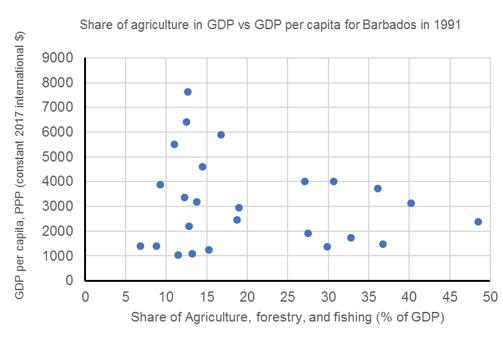 Share of agriculture in GDP vs GDP per capita for Barbados in 1991
GDP per capita, PPP (constant 2017 international $)
9000
8000
7000
6000
5000
4000
3000
2000
1000
0
0 5 10 15 20 25 30 35 40 45 50
Share of Agriculture, forestry, and fishing (% of GDP)